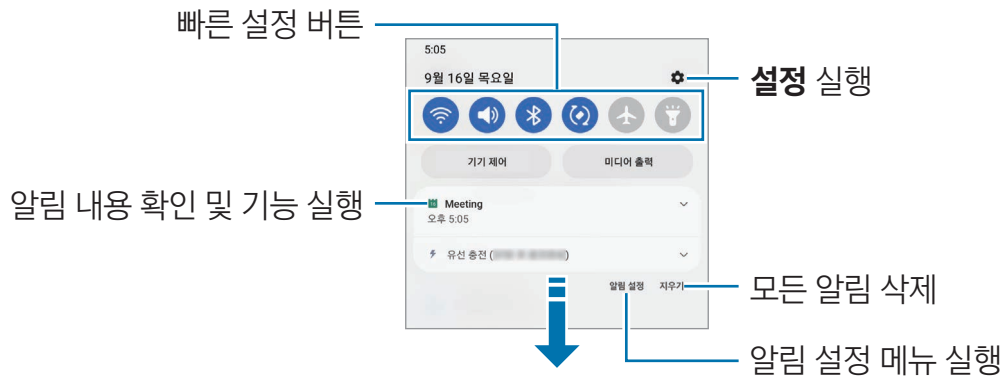 빠른 설정 버튼
5:05
9월 16일 목요일
설정 실행
기기 제어
미디어 출력
알림 내용 확인 및 기능 실행
Meeting
오후 5:05
유선 충전 ( )
알림 설정
지우기
모든 알림 삭제
알림 설정 메뉴 실행